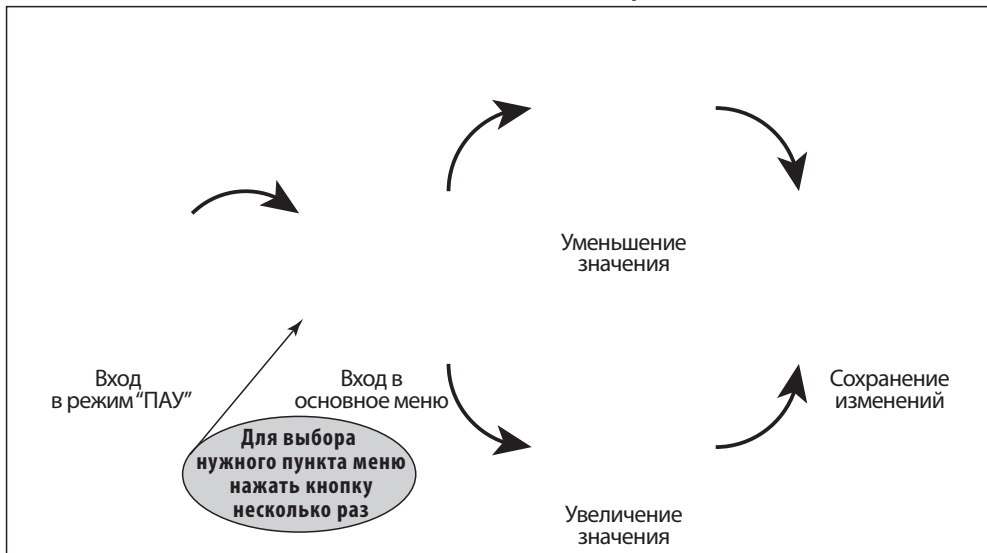 Уменьшение
значения
Вход
в режим “ПАУ”
Вход в
основное меню
Сохранение
изменений
Для выбора
нужного пункта меню
нажать кнопку
несколько раз
Увеличение
значения